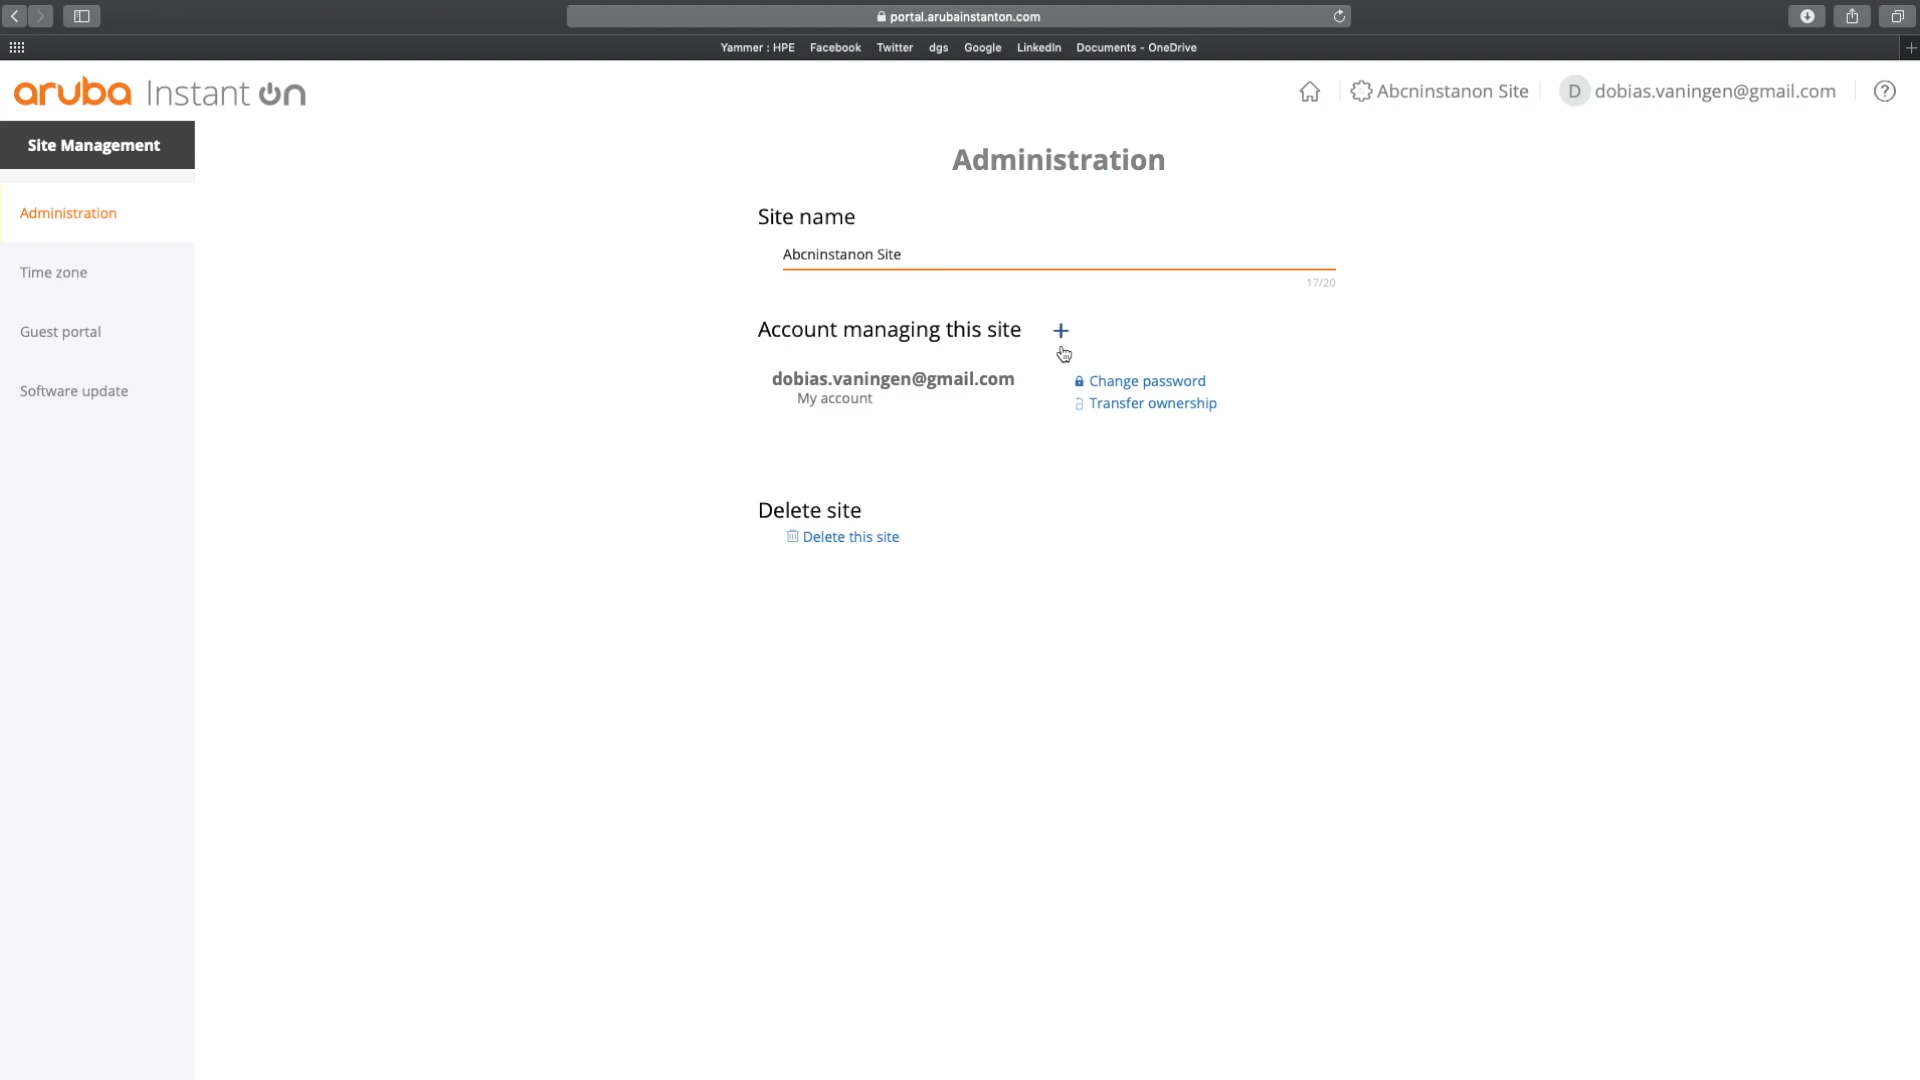 portal.arubainstanton.com
Yammer : HPE Facebook Twitter dgs Google LinkedIn Documents - OneDrive
aruba Instant On
Abcninstanon Site
D dobias.vaningen@gmail.com
Site Management
Administration
Time zone
Guest portal
Software update
Administration
Site name
Abcninstanon Site
17/20
Account managing this site
dobias.vaningen@gmail.com
My account
Change password
Transfer ownership
Delete site
Delete this site